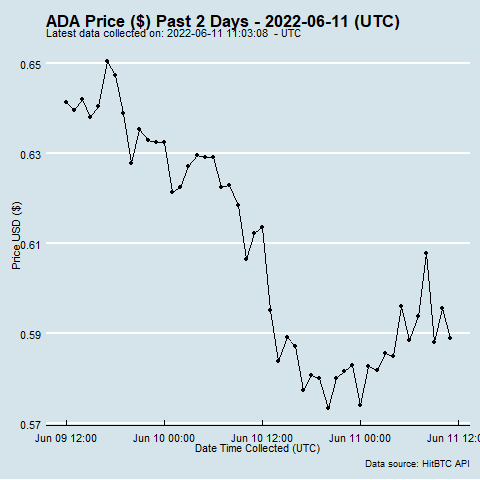 ADA Price ($) Past 2 Days - 2022-06-11 (UTC)
Latest data collected on: 2022-06-11 11:03:08 - UTC
0.65
0.63
0.61
0.59
0.57
Price USD ($)
Jun 09 12:00 Jun 10 00:00 Jun 10 12:00 Jun 11 00:00 Jun 11 12:0
Date Time Collected (UTC)
Data source: HitBTC API